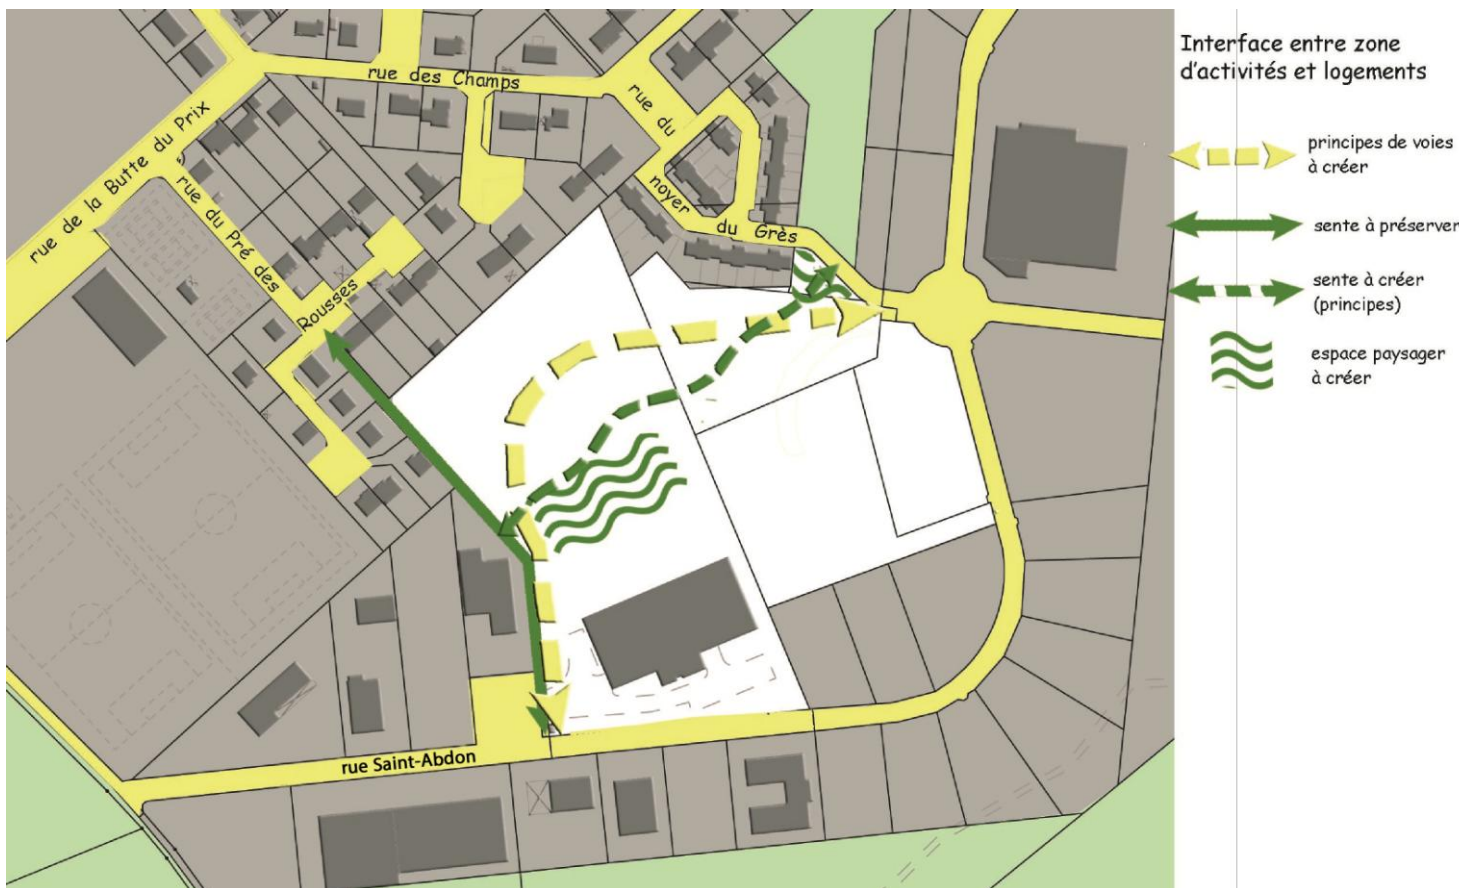 Interface entre zone
d'activités et logements
principes de voies
à créer
sente à préserver
sente à créer
(principes)
espace paysager
à créer
rue des Champs
rue du
noyer
du Grès
rue de la Butte du Prix
rue du Pré des
Rousses
rue Saint-Abdon